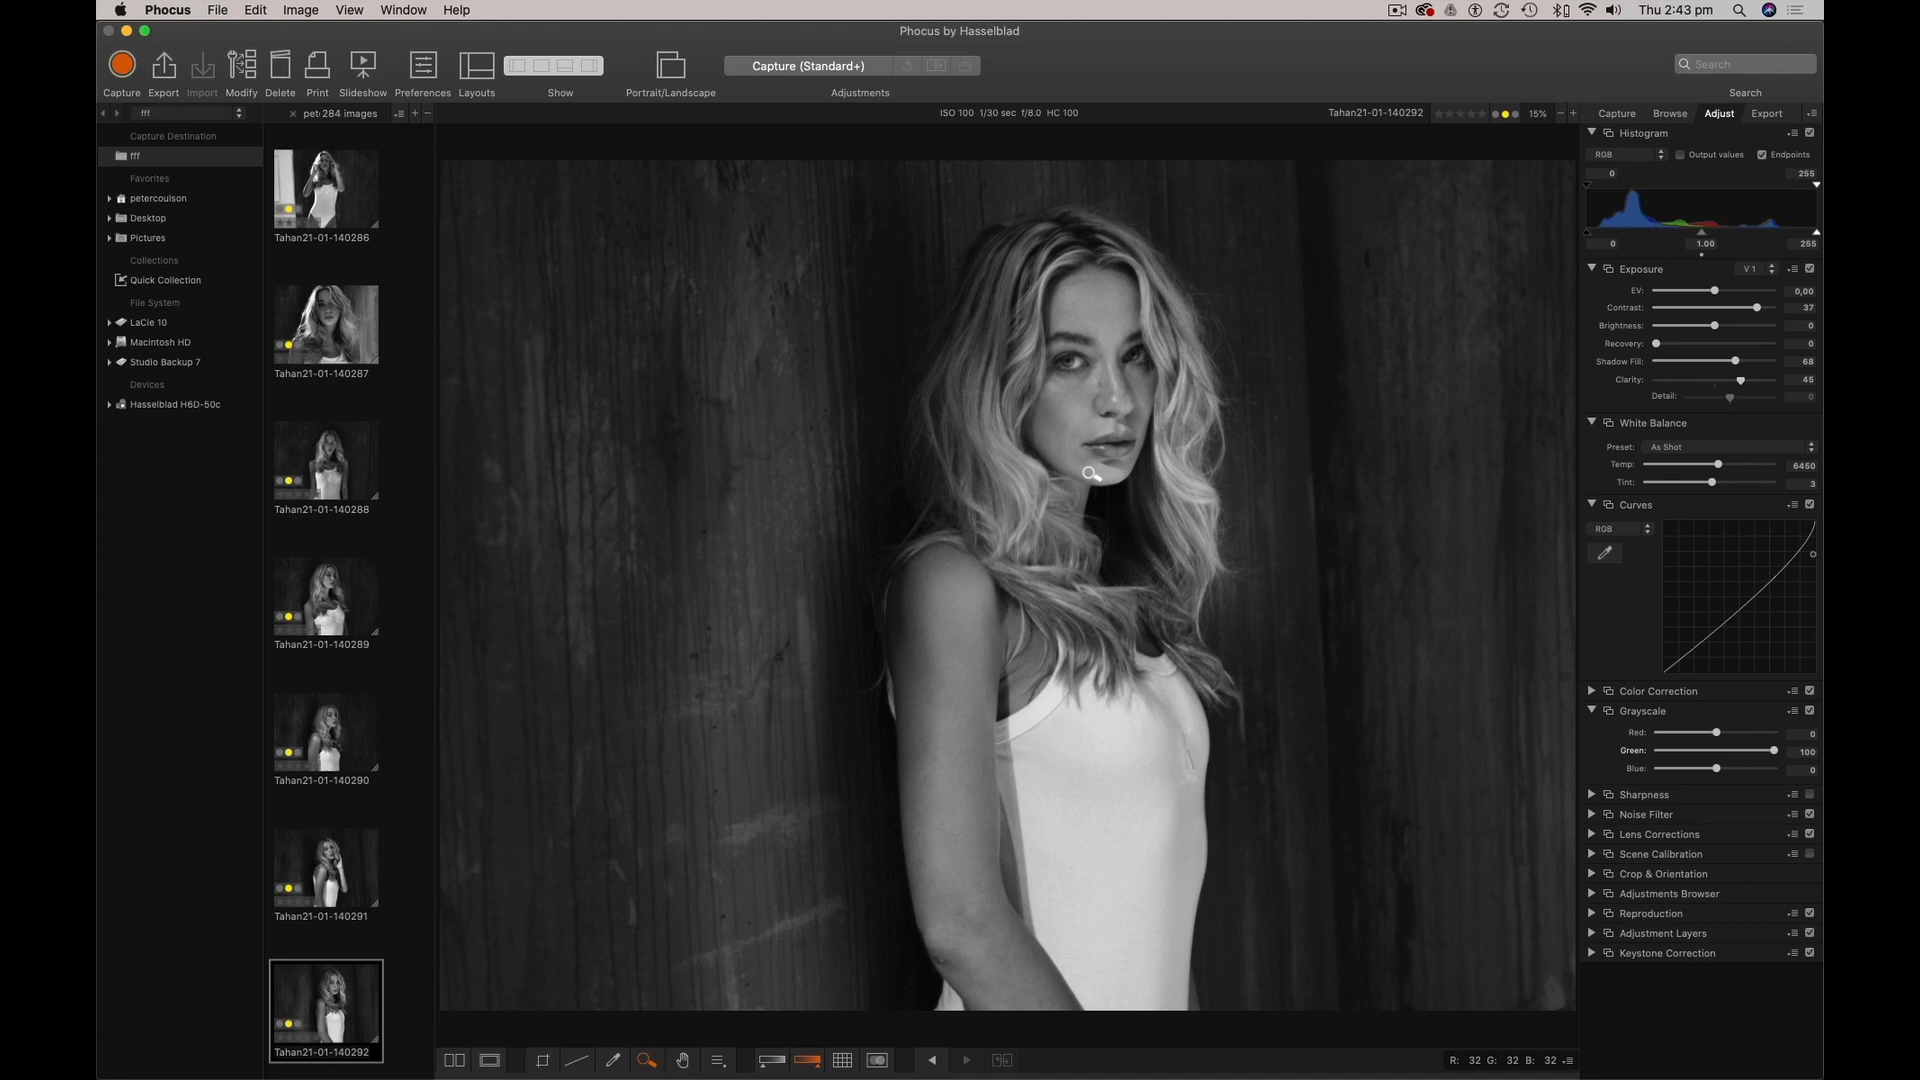 Phocus File Edit Image View Window Help
Thu 2:43 pm
Phocus by Hasselblad
Capture Export Import Modify Delete Print Slideshow Preferences Layouts Show Portrait/Landscape
Capture (Standard+)
Adjustments
Search
Search
fff
284 images
ISO 100 1/30 sec f/8.0 HC 100
Tahan21-01-140292
15%
Capture Browse Adjust Export
Capture Destination
fff
Favorites
petercoulson
Desktop
Pictures
Collections
Quick Collection
File System
LaCie 10
Macintosh HD
Studio Backup 7
Devices
Hasselblad H6D-50c
Tahan21-01-140286
Tahan21-01-140287
Tahan21-01-140288
Tahan21-01-140289
Tahan21-01-140290
Tahan21-01-140291
Tahan21-01-140292
Histogram
RGB Output values Endpoints
0 255
0 1.00 255
Exposure V 1
EV: 0,00
Contrast: 37
Brightness: 0
Recovery: 0
Shadow Fill: 68
Clarity: 45
Detail: 0
White Balance
Preset: As Shot
Temp: 6450
Tint: 3
Curves
RGB
Color Correction
Grayscale
Red: 0
Green: 100
Blue: 0
Sharpness
Noise Filter
Lens Corrections
Scene Calibration
Crop & Orientation
Adjustments Browser
Reproduction
Adjustment Layers
Keystone Correction
R: 32 G: 32 B: 32